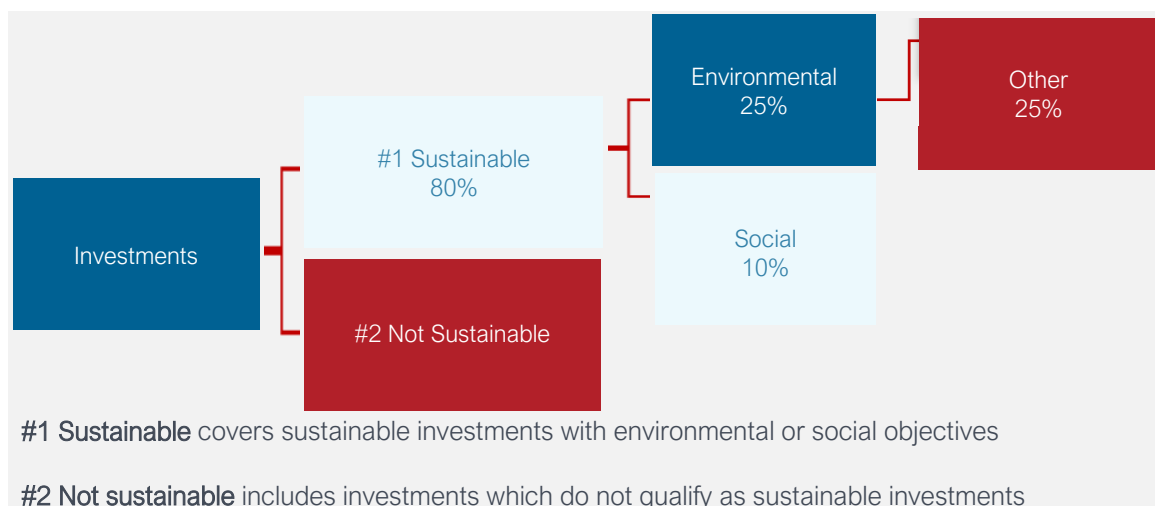 Environmental
25%
Other
25%
#1 Sustainable
80%
Social
10%
Investments
#2 Not Sustainable
#1 Sustainable covers sustainable investments with environmental or social objectives
#2 Not sustainable includes investments which do not qualify as sustainable investments